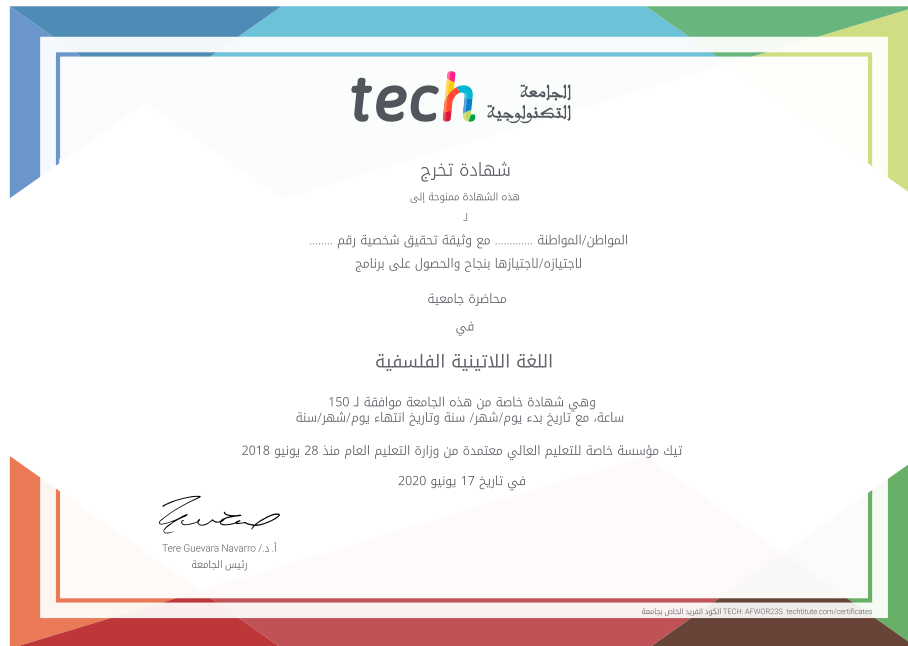 tech الجامعة
التكنولوجية
شهادة تخرج
هذه الشهادة ممنوحة إلى
لـ
المواطن/المواطنة ............. مع وثيقة تحقيق شخصية رقم ........
لاجتيازه/لاجتيازها بنجاح والحصول على برنامج
محاضرة جامعية
في
اللغة اللاتينية الفلسفية
وهي شهادة خاصة من هذه الجامعة موافقة لـ 150
ساعة، مع تاريخ بدء يوم/شهر/ سنة وتاريخ انتهاء يوم/شهر/سنة
تيك مؤسسة خاصة للتعليم العالي معتمدة من وزارة التعليم العام منذ 28 يونيو 2018
في تاريخ 17 يونيو 2020
أ. د./ Tere Guevara Navarro
رئيس الجامعة
الكود الفريد الخاص بجامعة TECH: AFWOR23S techtitute.com/certificates